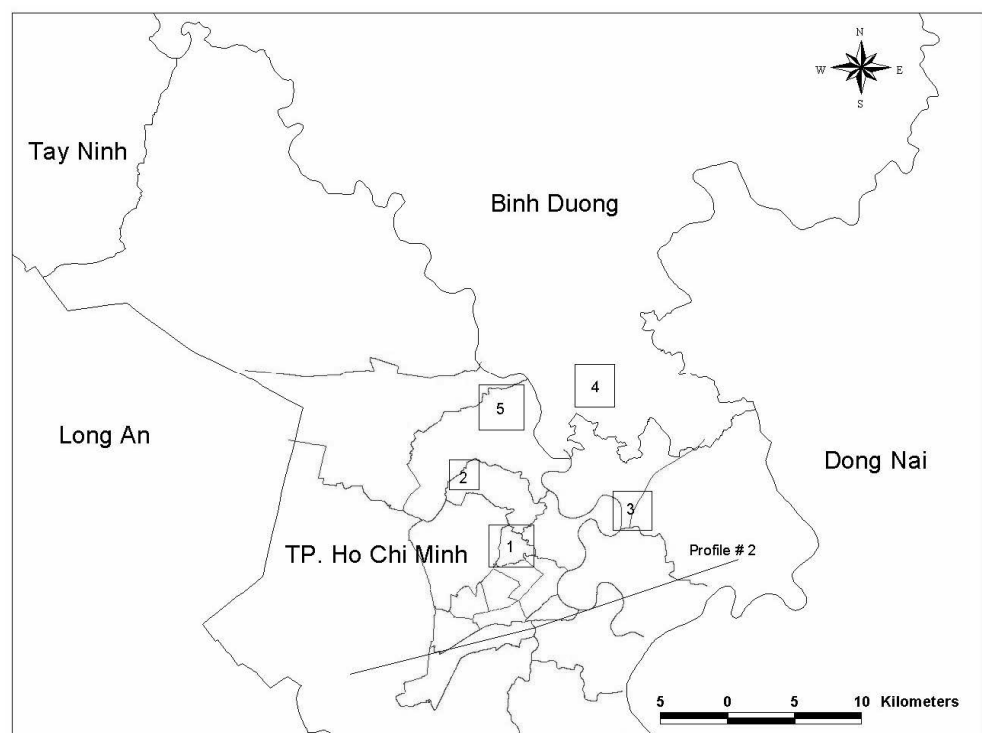 N
W E
S
Tay Ninh
Binh Duong
4
5
Long An
Dong Nai
2
3
1
TP. Ho Chi Minh
Profile # 2
5 0 5 10 Kilometers